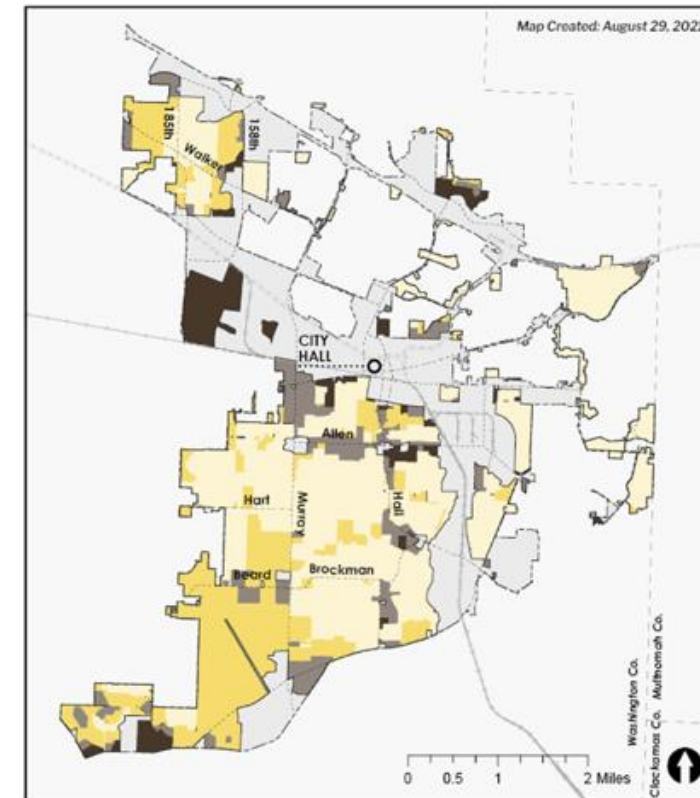 Map Created: August 29, 202
185th
158th
Walker
CITY
HALL
Allen
Hart
Murray
Hall
Beard
Brockman
Washington Co.
Clackamas Co. Multnomah Co.
0 0.5 1 2 Miles